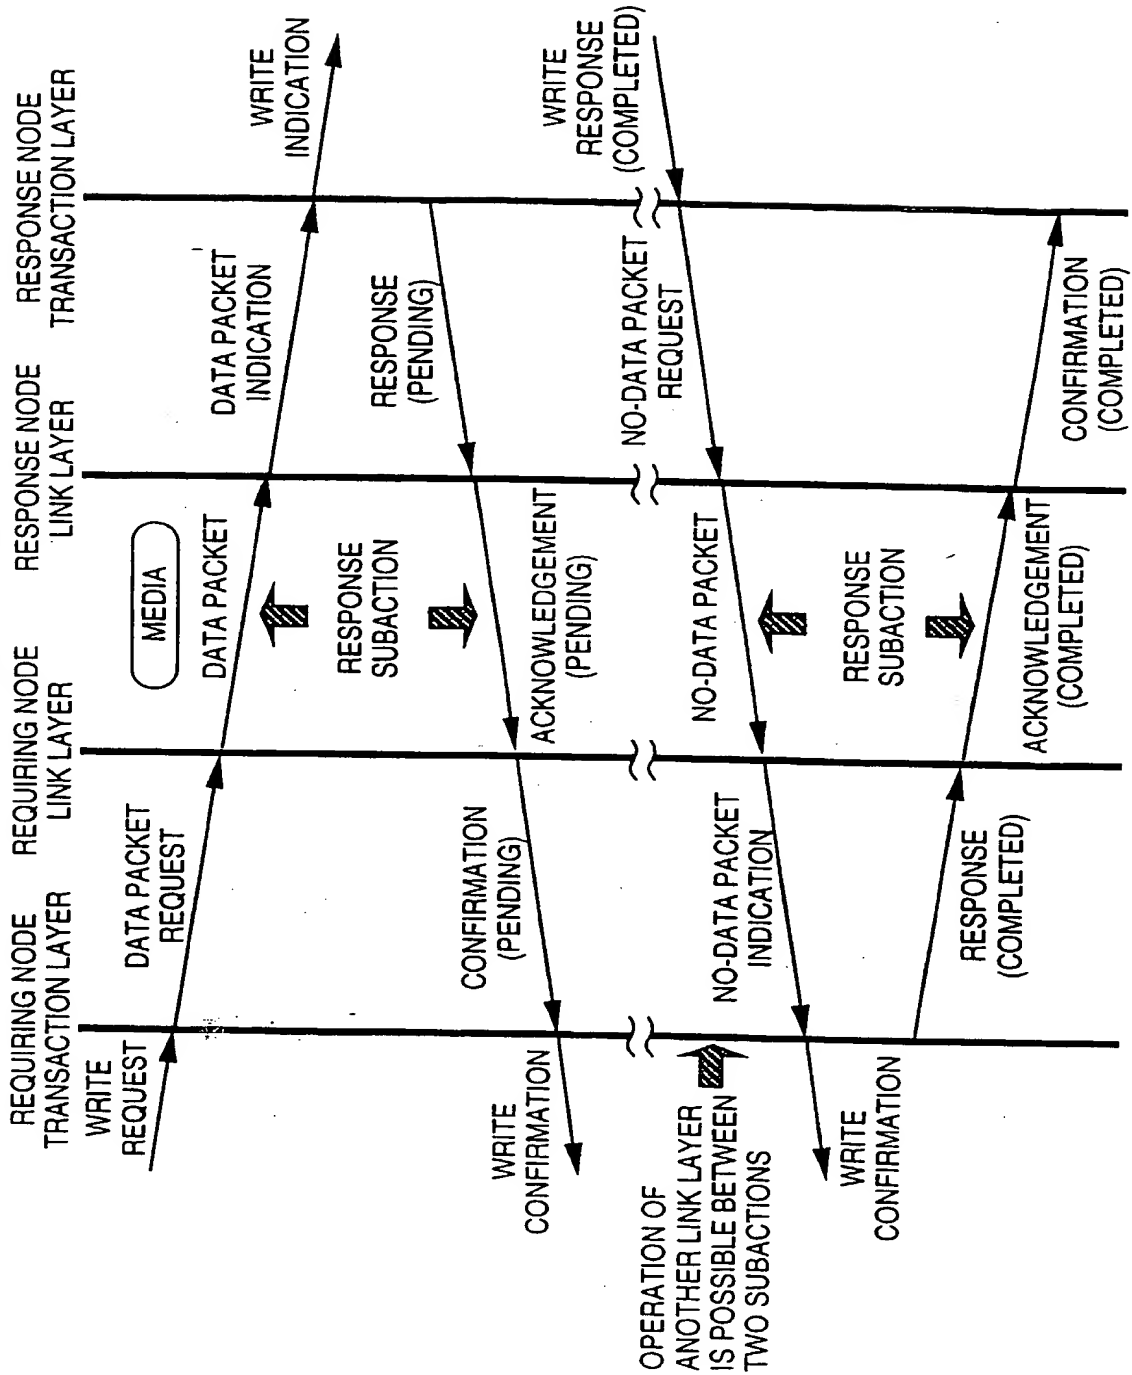 REQUIRING NODE
TRANSACTION LAYER
REQUIRING NODE
LINK LAYER
RESPONSE NODE
LINK LAYER
RESPONSE NODE
TRANSACTION LAYER
WRITE
REQUEST
DATA PACKET
REQUEST
MEDIA
DATA PACKET
DATA PACKET
INDICATION
WRITE
INDICATION
RESPONSE
SUBACTION
RESPONSE
(PENDING)
ACKNOWLEDGEMENT
(PENDING)
CONFIRMATION
(PENDING)
WRITE
CONFIRMATION
OPERATION OF
ANOTHER LINK LAYER
IS POSSIBLE BETWEEN
TWO SUBACTIONS
WRITE
RESPONSE
(COMPLETED)
NO-DATA PACKET
REQUEST
NO-DATA PACKET
NO-DATA PACKET
INDICATION
WRITE
CONFIRMATION
RESPONSE
SUBACTION
RESPONSE
(COMPLETED)
ACKNOWLEDGEMENT
(COMPLETED)
CONFIRMATION
(COMPLETED)